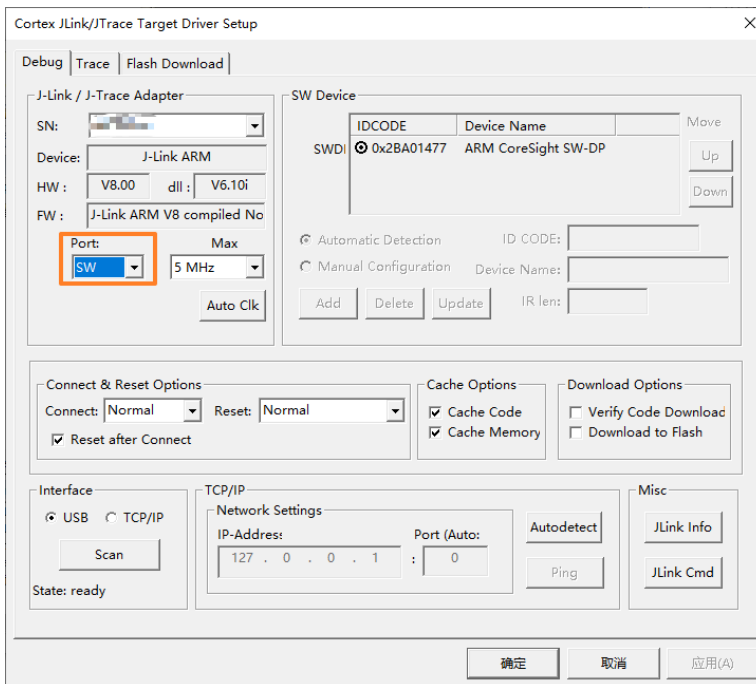 Cortex JLink/JTrace Target Driver Setup
Debug Trace Flash Download
J-Link / J-Trace Adapter
SN:
Device: J-Link ARM
HW : V8.00 dll : V6.10i
FW : J-Link ARM V8 compiled No
Port: Max
SW 5 MHz
Auto Clk
SW Device
IDCODE Device Name
SWDI 0x2BA01477 ARM CoreSight SW-DP
Move
Up
Down
Automatic Detection ID CODE:
Manual Configuration Device Name:
Add Delete Update IR len:
Connect & Reset Options
Connect: Normal Reset: Normal
Reset after Connect
Cache Options
Cache Code
Cache Memory
Download Options
Verify Code Download
Download to Flash
Interface
USB TCP/IP
Scan
State: ready
TCP/IP
Network Settings
IP-Address Port (Auto:
127 . 0 . 0 . 1 : 0
Autodetect
Ping
Misc
JLink Info
JLink Cmd
确定 取消 应用(A)